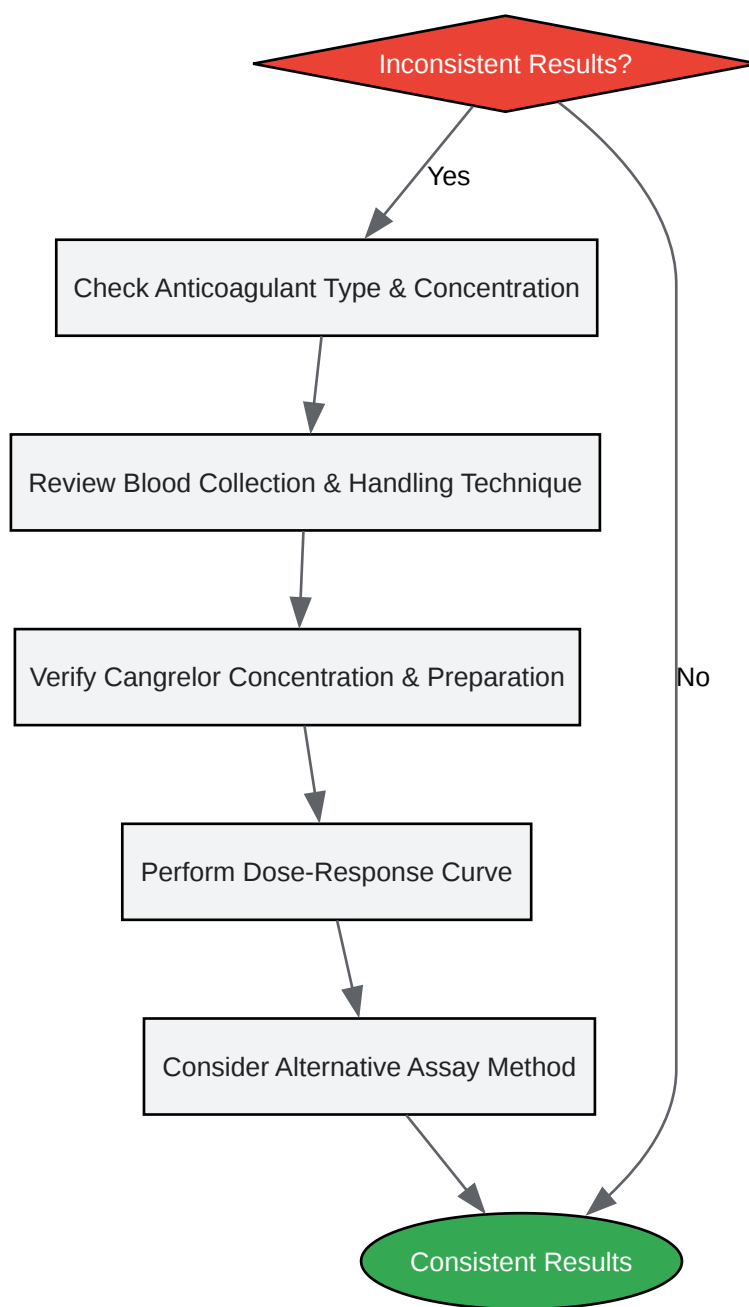 Inconsistent Results?
Yes
Check Anticoagulant Type & Concentration
Review Blood Collection & Handling Technique
Verify Cangrelor Concentration & Preparation
No
Perform Dose-Response Curve
Consider Alternative Assay Method
Consistent Results